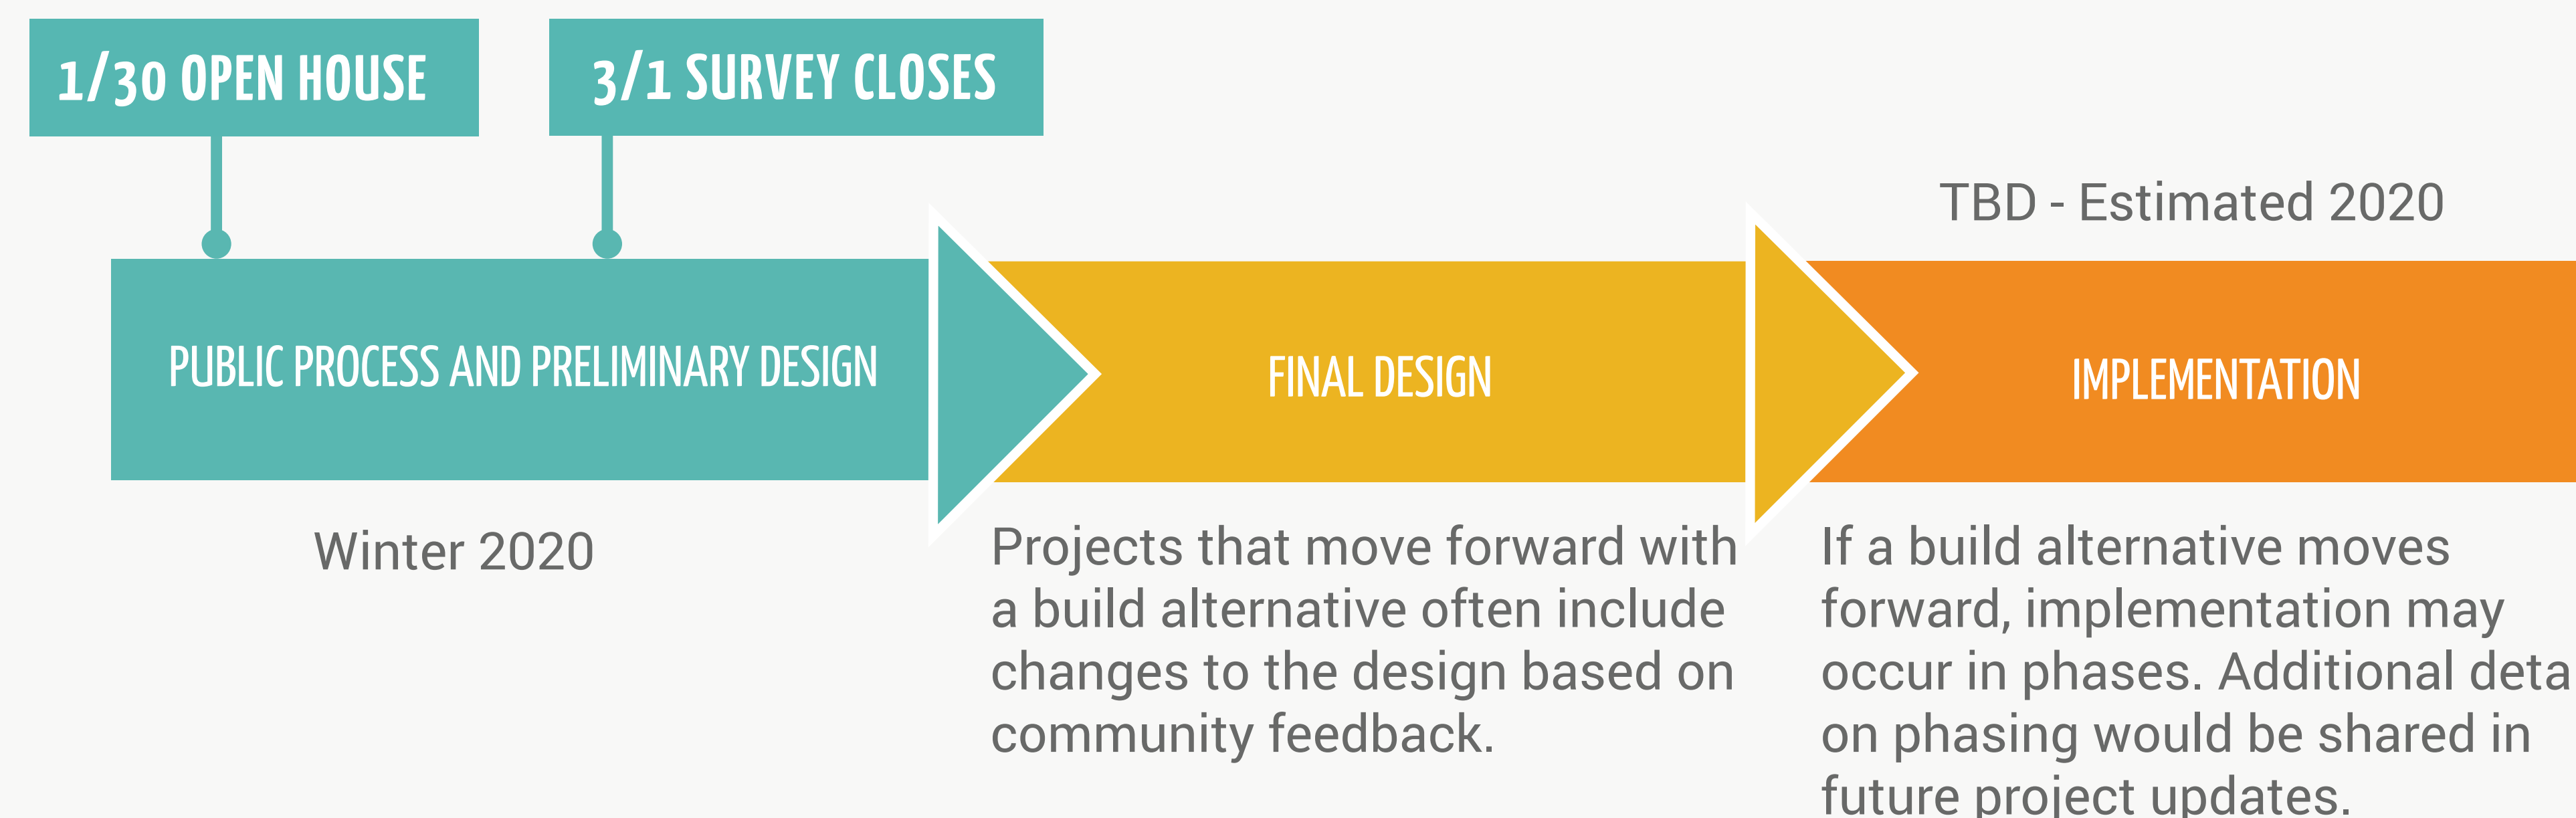 1/30 OPEN HOUSE
3/1 SURVEY CLOSES
TBD - Estimated 2020
PUBLIC PROCESS AND PRELIMINARY DESIGN
FINAL DESIGN
IMPLEMENTATION
Winter 2020
Projects that move forward with
a build alternative often include
changes to the design based on
community feedback.
If a build alternative moves
forward, implementation may
occur in phases. Additional
on phasing would be shared in
future project updates.